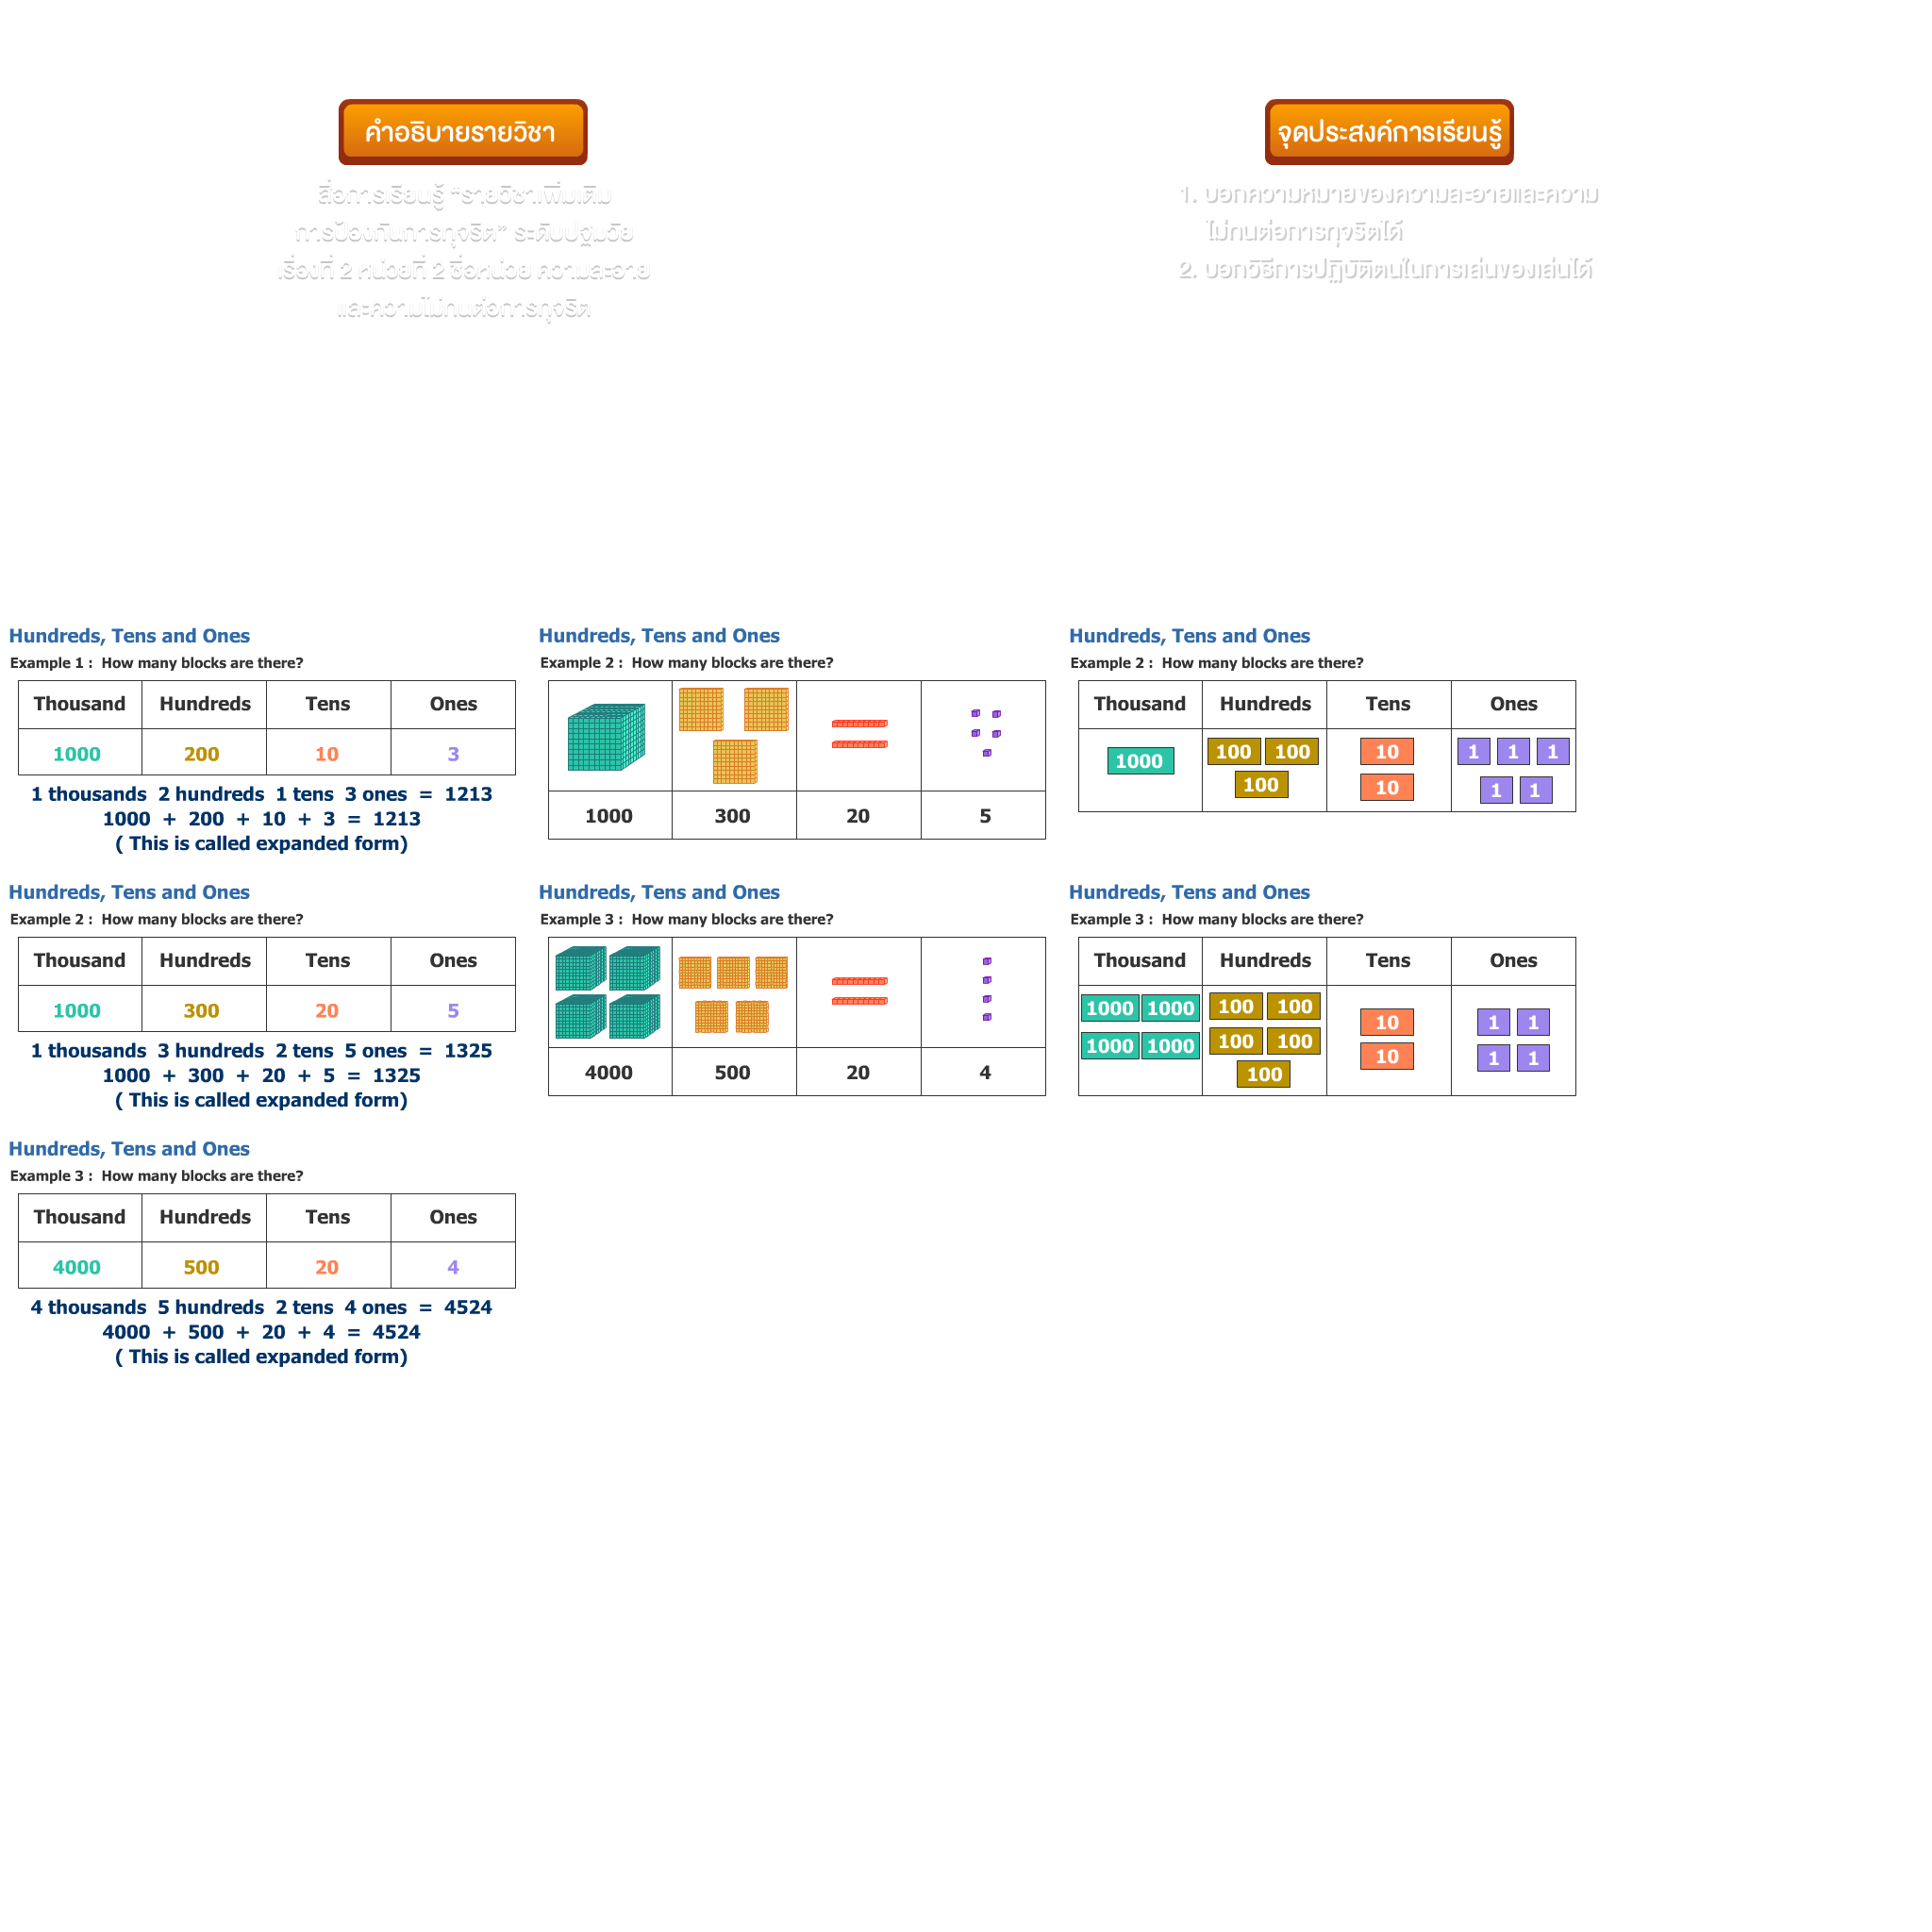 คำอธิบายรายวิชา
สื่อการเรียนรู้ “รายวิชาเพิ่มเติม
การป้องกันการทุจริต” ระดับปฐมวัย
เรื่องที่ 2 หน่วยที่ 2 ชื่อหน่วย ความละอาย
และความไม่ทนต่อการทุจริต
จุดประสงค์การเรียนรู้
1. บอกความหมายของความละอายและความ
ไม่ทนต่อการทุจริตได้
2. บอกวิธีการปฏิบัติตนในการเล่นของเล่นได้
Hundreds, Tens and Ones
Example 1 : How many blocks are there?
Thousand Hundreds Tens Ones
1000 200 10 3
1 thousands 2 hundreds 1 tens 3 ones = 1213
1000 + 200 + 10 + 3 = 1213
( This is called expanded form)
Hundreds, Tens and Ones
Example 2 : How many blocks are there?
1000 300 20 5
Hundreds, Tens and Ones
Example 2 : How many blocks are there?
Thousand Hundreds Tens Ones
1000 100 100 10 1 1 1
100 10 1 1
Hundreds, Tens and Ones
Example 2 : How many blocks are there?
Thousand Hundreds Tens Ones
1000 300 20 5
1 thousands 3 hundreds 2 tens 5 ones = 1325
1000 + 300 + 20 + 5 = 1325
( This is called expanded form)
Hundreds, Tens and Ones
Example 3 : How many blocks are there?
4000 500 20 4
Hundreds, Tens and Ones
Example 3 : How many blocks are there?
Thousand Hundreds Tens Ones
1000 1000 100 100 10 1 1
1000 1000 100 100 10 1 1
100
Hundreds, Tens and Ones
Example 3 : How many blocks are there?
Thousand Hundreds Tens Ones
4000 500 20 4
4 thousands 5 hundreds 2 tens 4 ones = 4524
4000 + 500 + 20 + 4 = 4524
( This is called expanded form)